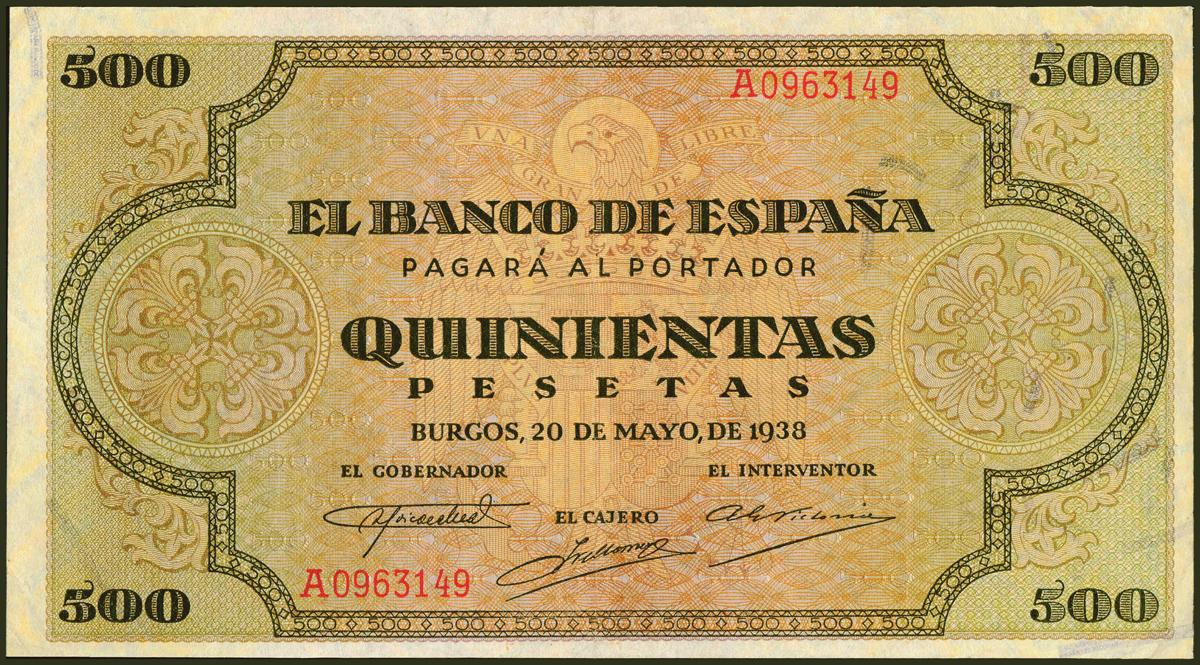 500
500
A0963149
VNA
LIBRE
GRANDE
EL BANCO DE ESPAÑA
PAGARÁ AL PORTADOR
QUINIENTAS
PESETAS
BURGOS, 20 DE MAYO, DE 1938
EL GOBERNADOR
EL INTERVENTOR
EL CAJERO
A0963149
500
500